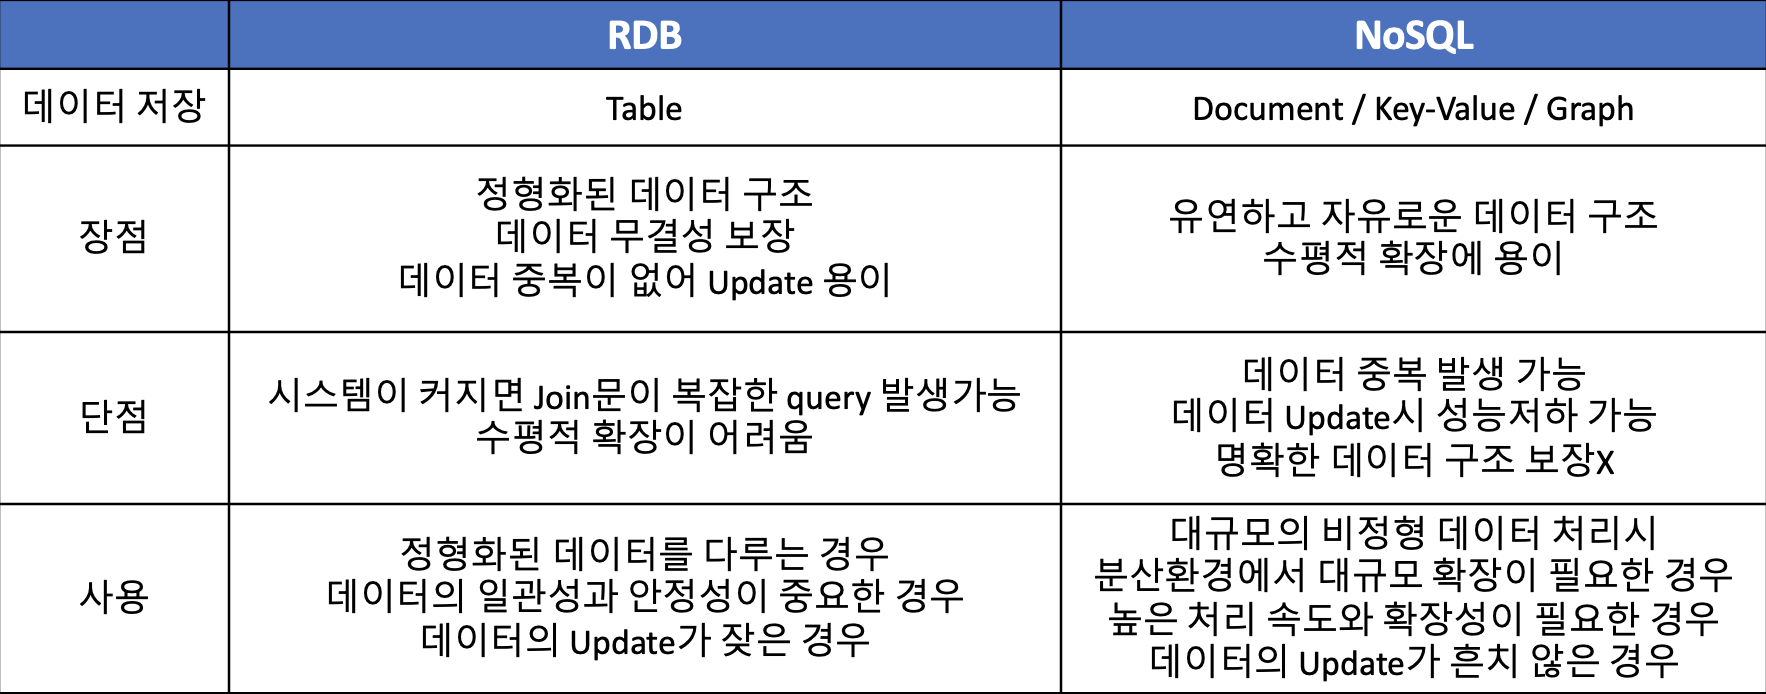 RDB
NoSQL
데이터 저장
Table
Document / Key-Value / Graph
장점
정형화된 데이터 구조
데이터 무결성 보장
데이터 중복이 없어 Update 용이
유연하고 자유로운 데이터 구조
수평적 확장에 용이
단점
시스템이 커지면 Join문이 복잡한 query 발생가능
수평적 확장이 어려움
데이터 중복 발생 가능
데이터 Update시 성능저하 가능
명확한 데이터 구조 보장X
사용
정형화된 데이터를 다루는 경우
데이터의 일관성과 안정성이 중요한 경우
데이터의 Update가 잦은 경우
대규모의 비정형 데이터 처리시
분산환경에서 대규모 확장이 필요한 경우
높은 처리 속도와 확장성이 필요한 경우
데이터의 Update가 흔치 않은 경우